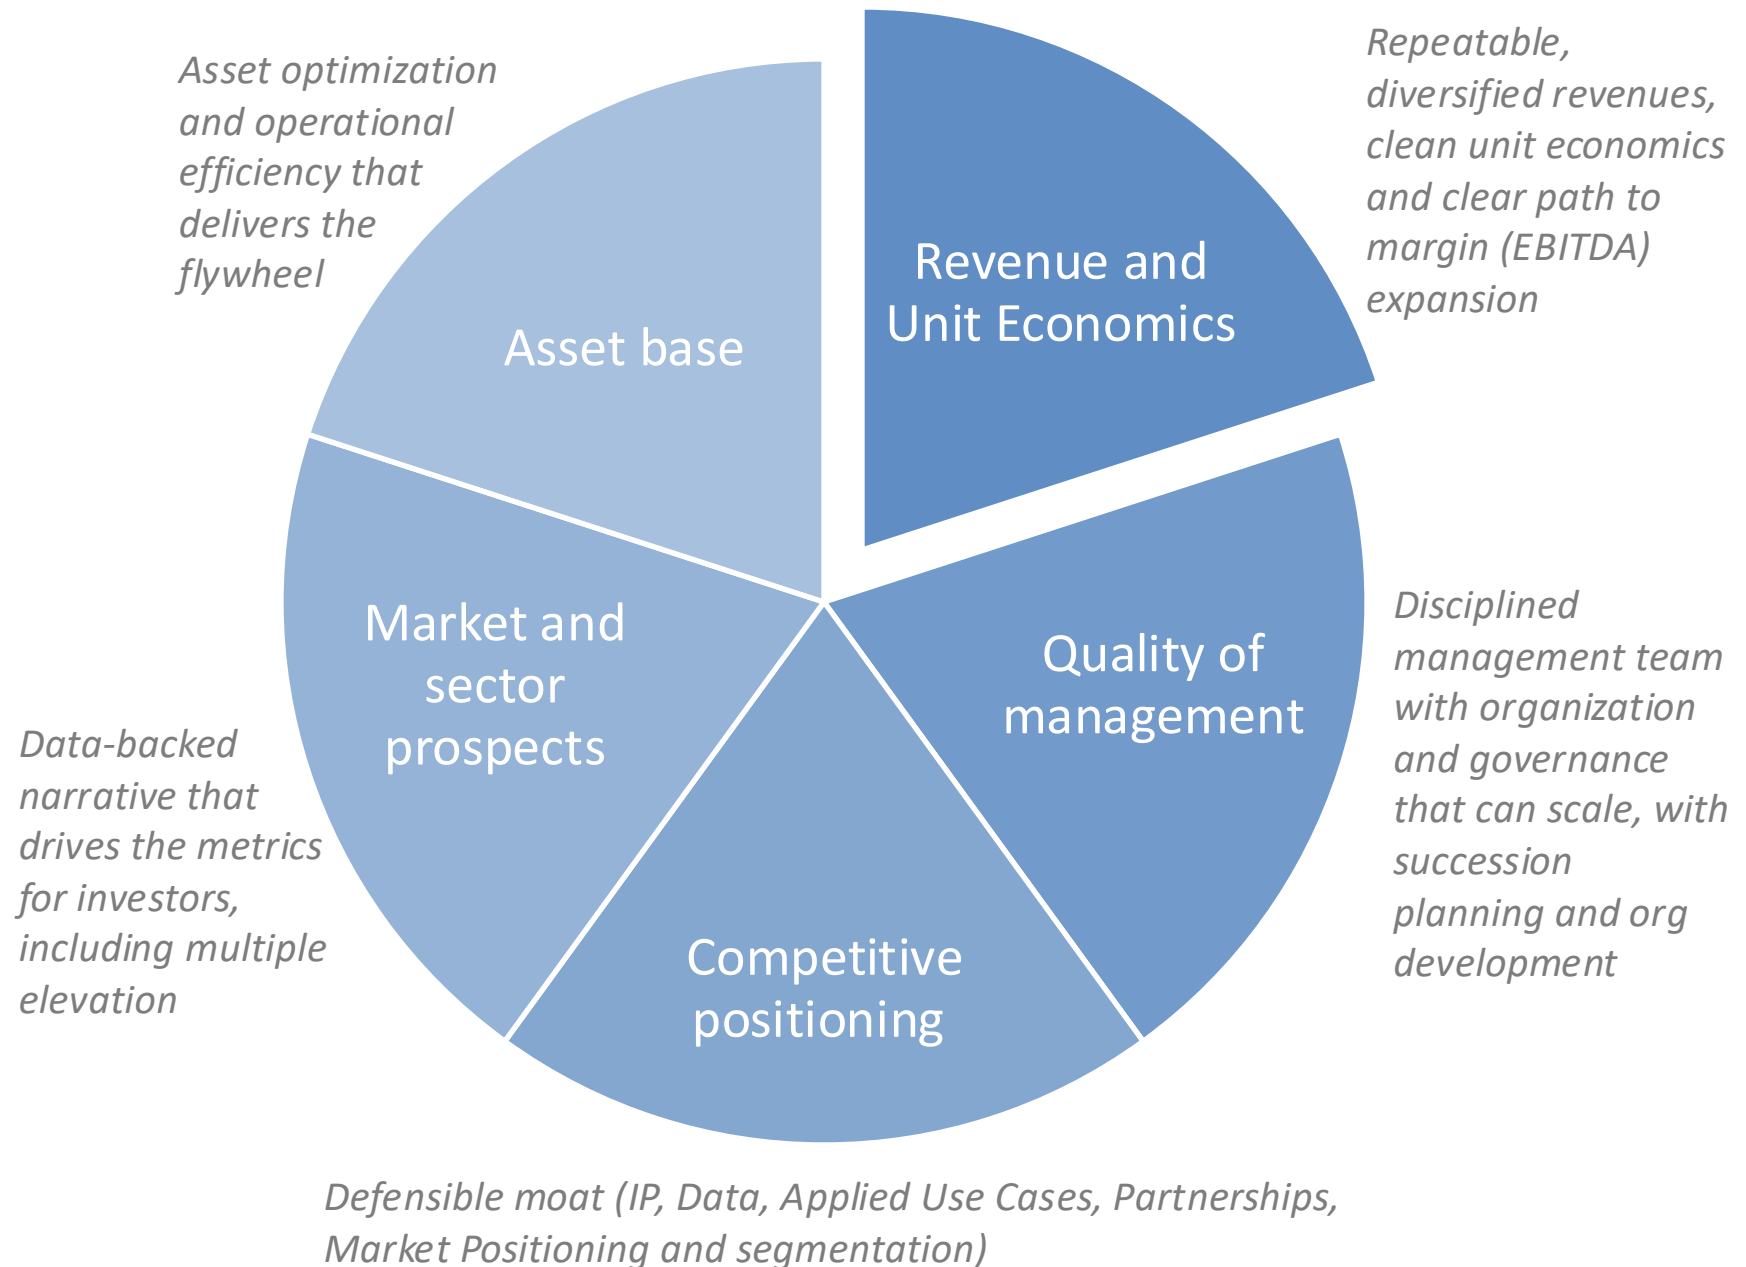 Asset optimization
and operational
efficiency that
delivers the
flywheel
Repeatable,
diversified revenues,
clean unit economics
and clear path to
margin (EBITDA)
expansion
Revenue and
Unit Economics
Asset base
Market and
sector
prospects
Quality of
management
Disciplined
management team
with organization
and governance
that can scale, with
succession
planning and org
development
Data-backed
narrative that
drives the metrics
for investors,
including multiple
elevation
Competitive
positioning
Defensible moat (IP, Data, Applied Use Cases, Partnerships,
Market Positioning and segmentation)